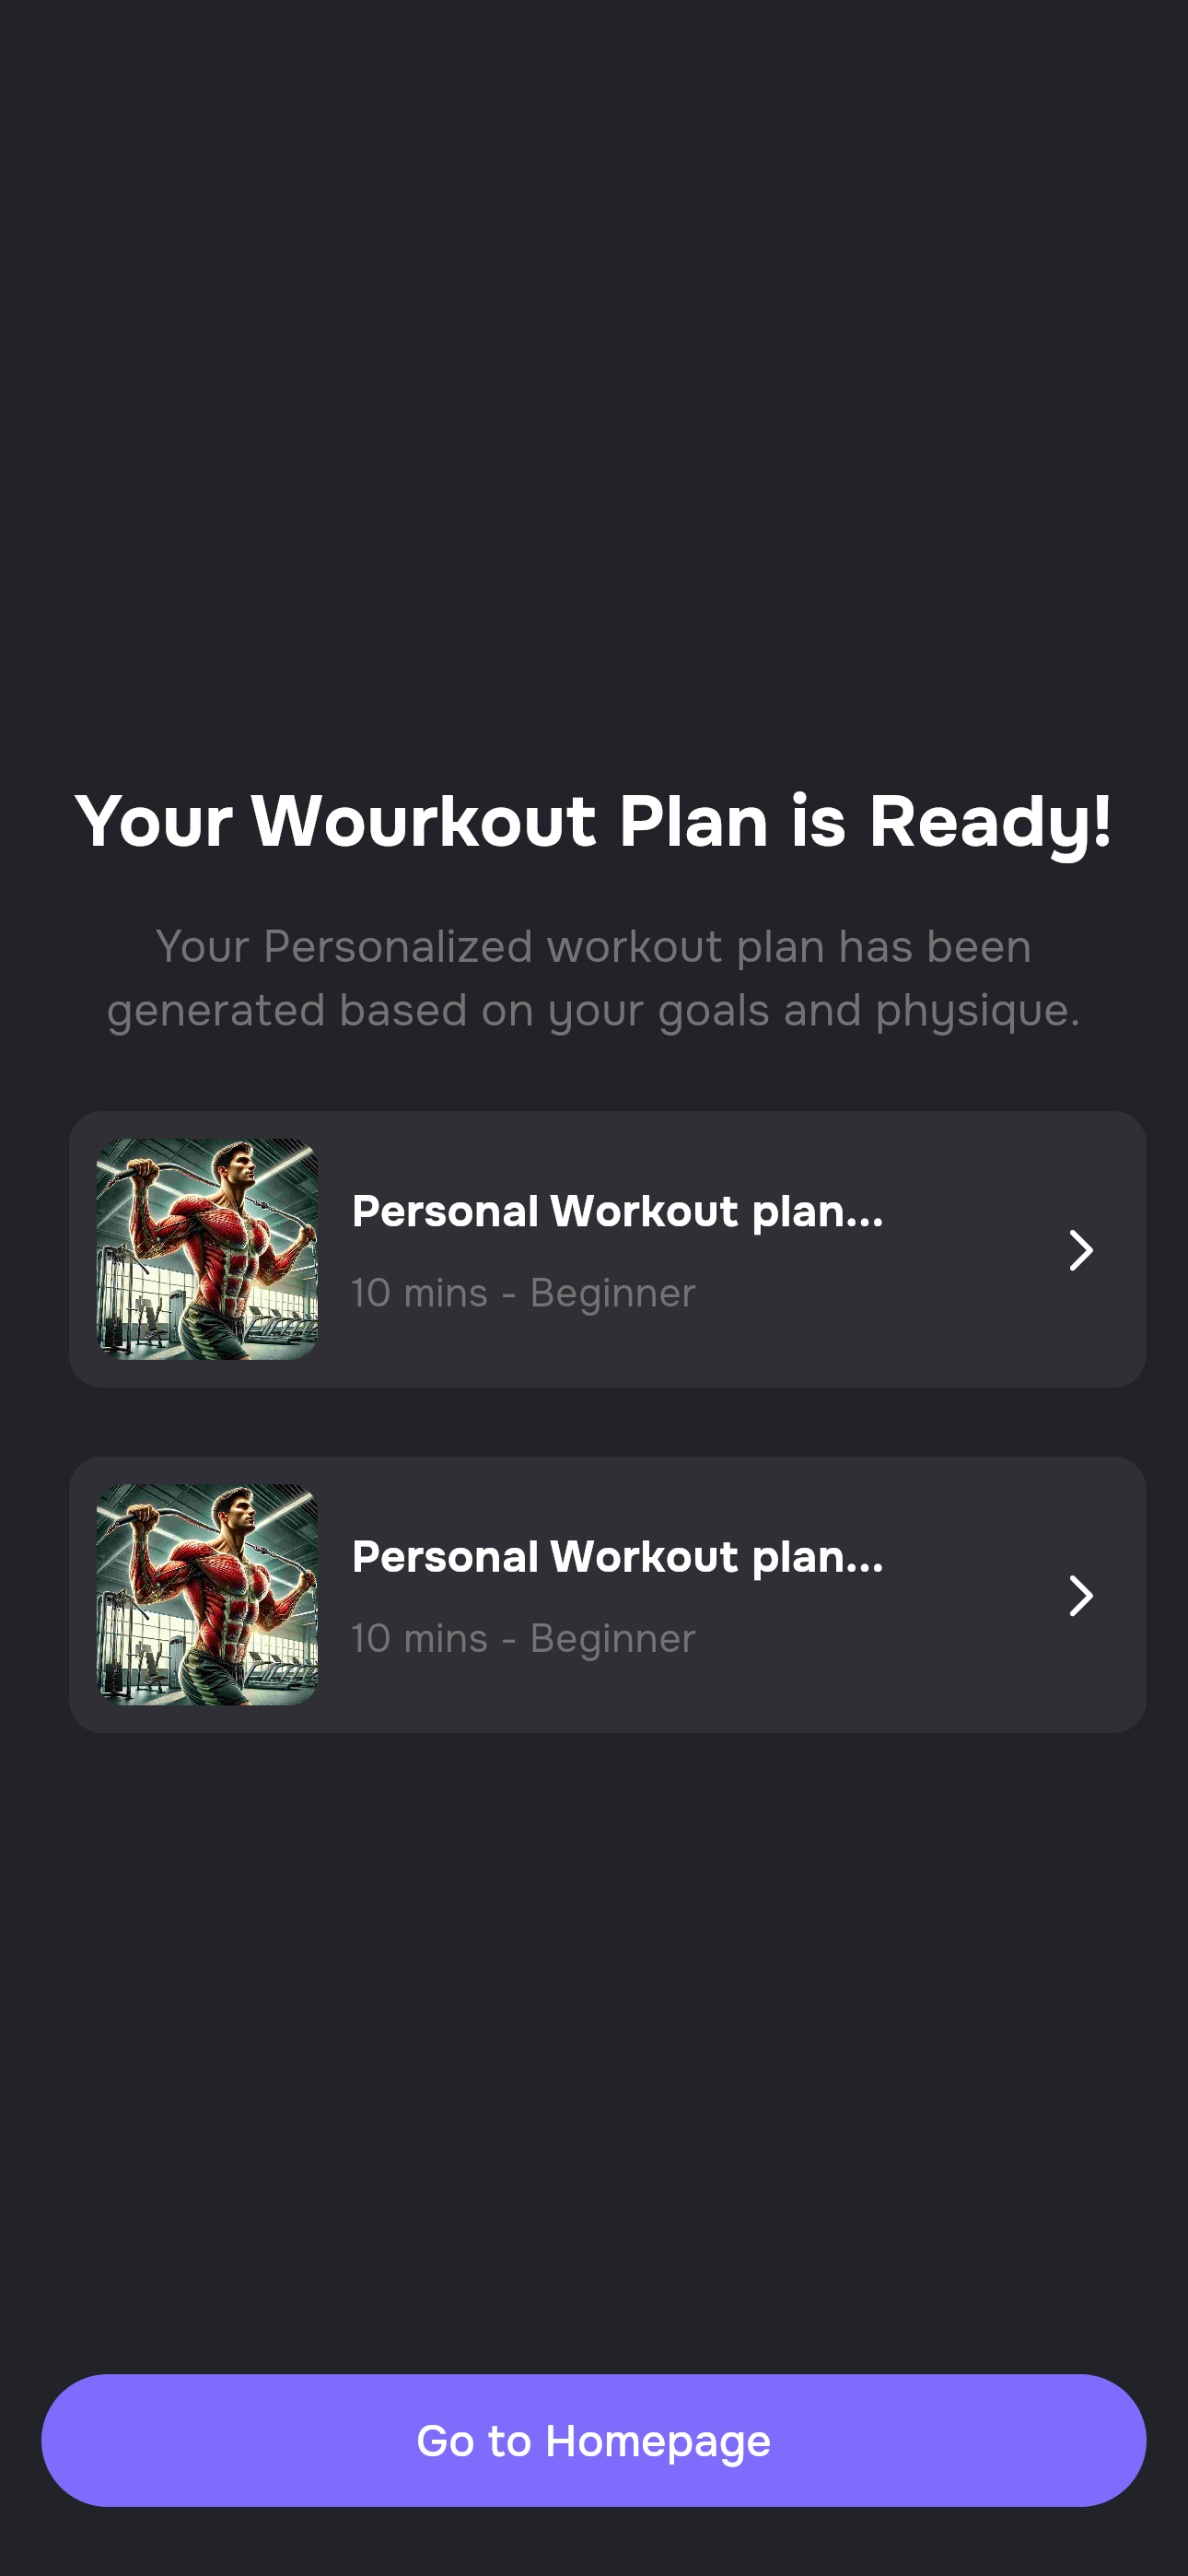 Your Wourkout Plan is Ready!
Your Personalized workout plan has been
generated based on your goals and physique.
Personal Workout plan...
10 mins - Beginner
Personal Workout plan...
10 mins - Beginner
Go to Homepage